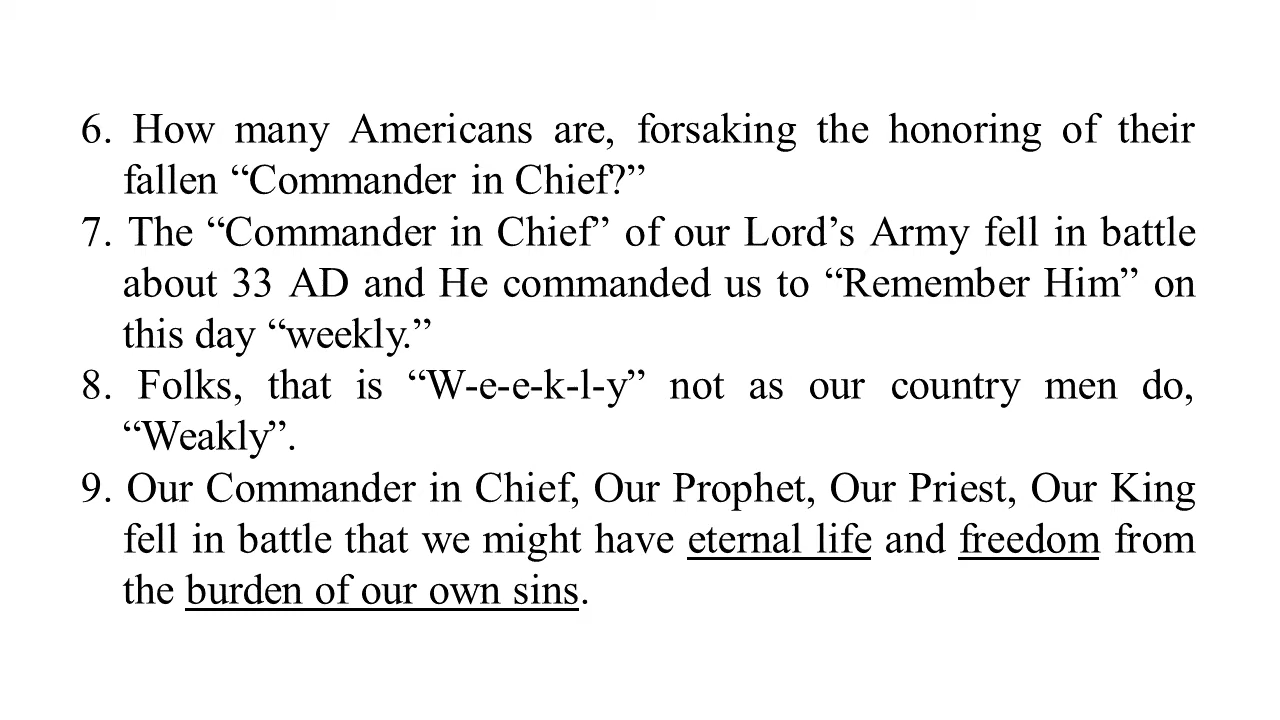 6. How many Americans are, forsaking the honoring of their
fallen “Commander in Chief?”
7. The “Commander in Chief” of our Lord’s Army fell in battle
about 33 AD and He commanded us to “Remember Him” on
this day “weekly.”
8. Folks, that is “W-e-e-k-l-y” not as our country men do,
“Weakly”.
9. Our Commander in Chief, Our Prophet, Our Priest, Our King
fell in battle that we might have eternal life and freedom from
the burden of our own sins.